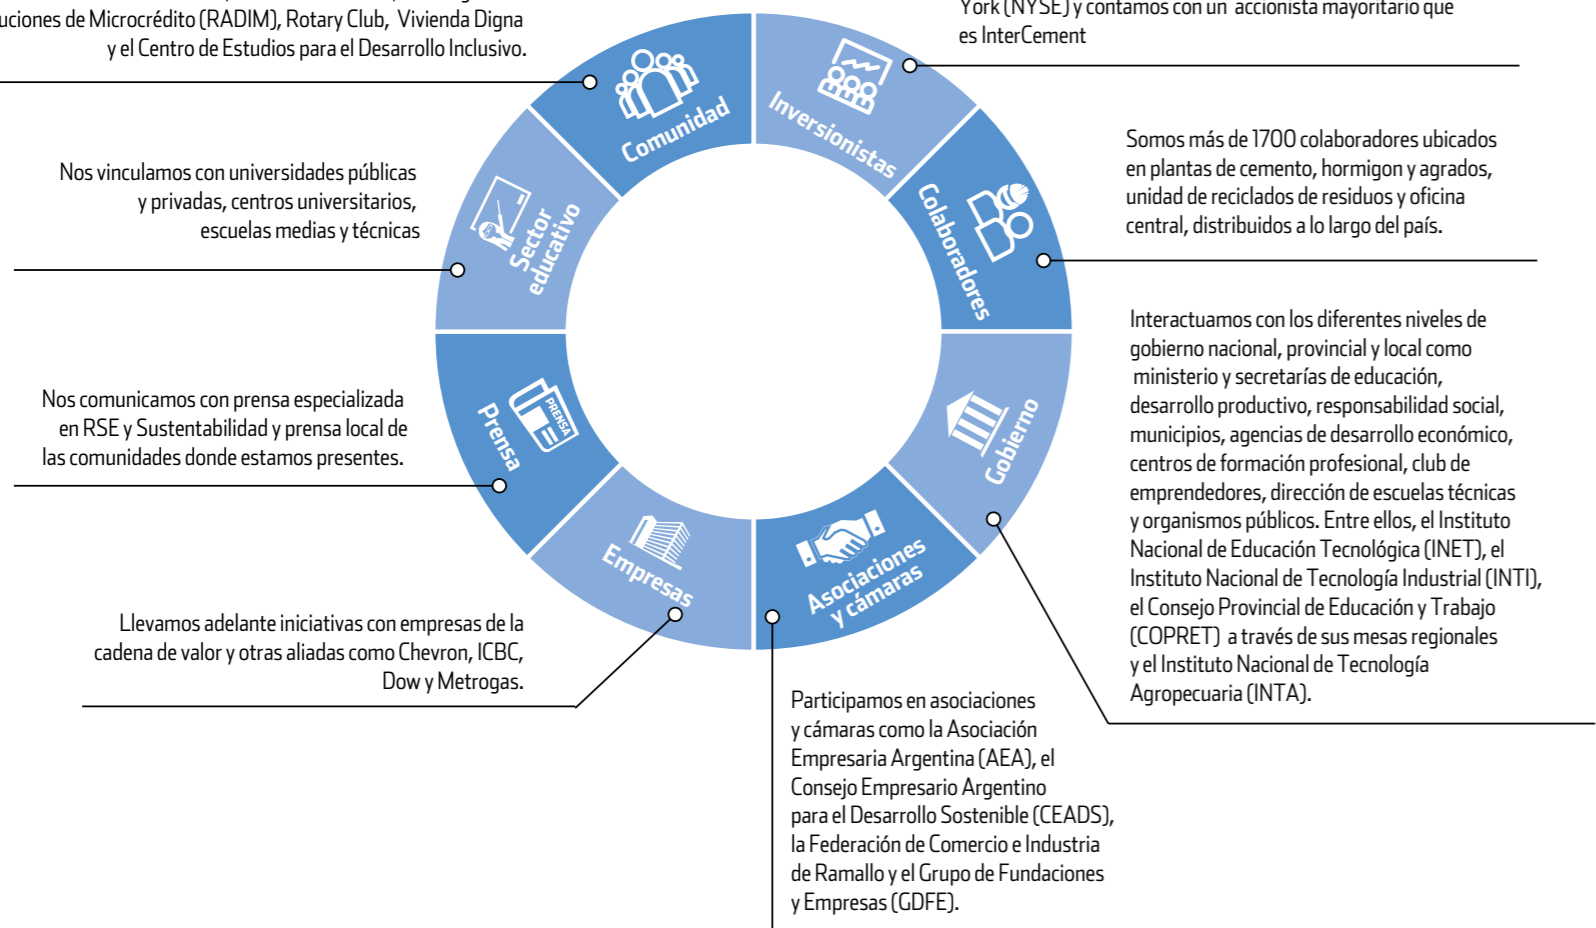 uciones de Microcrédito (RADIM), Rotary Club, Vivienda Digna
y el Centro de Estudios para el Desarrollo Inclusivo.
York (NYSE) y contamos con un accionista mayoritario que
es InterCement
Comunidad
Inversionistas
Nos vinculamos con universidades públicas
y privadas, centros universitarios,
escuelas medias y técnicas
Sector
educativo
Colaboradores
Somos más de 1700 colaboradores ubicados
en plantas de cemento, hormigon y agrados,
unidad de reciclados de residuos y oficina
central, distribuidos a lo largo del país.
Nos comunicamos con prensa especializada
en RSE y Sustentabilidad y prensa local de
las comunidades donde estamos presentes.
Prensa
PRENSA
Gobierno
Interactuamos con los diferentes niveles de
gobierno nacional, provincial y local como
ministerio y secretarías de educación,
desarrollo productivo, responsabilidad social,
municipios, agencias de desarrollo económico,
centros de formación profesional, club de
emprendedores, dirección de escuelas técnicas
y organismos públicos. Entre ellos, el Instituto
Nacional de Educación Tecnológica (INET), el
Instituto Nacional de Tecnología Industrial (INTI),
el Consejo Provincial de Educación y Trabajo
(COPRET) a través de sus mesas regionales
y el Instituto Nacional de Tecnología
Agropecuaria (INTA).
Empresas
Asociaciones
y cámaras
Llevamos adelante iniciativas con empresas de la
cadena de valor y otras aliadas como Chevron, ICBC,
Dow y Metrogas.
Participamos en asociaciones
y cámaras como la Asociación
Empresaria Argentina (AEA), el
Consejo Empresario Argentino
para el Desarrollo Sostenible (CEADS),
la Federación de Comercio e Industria
de Ramallo y el Grupo de Fundaciones
y Empresas (GDFE).